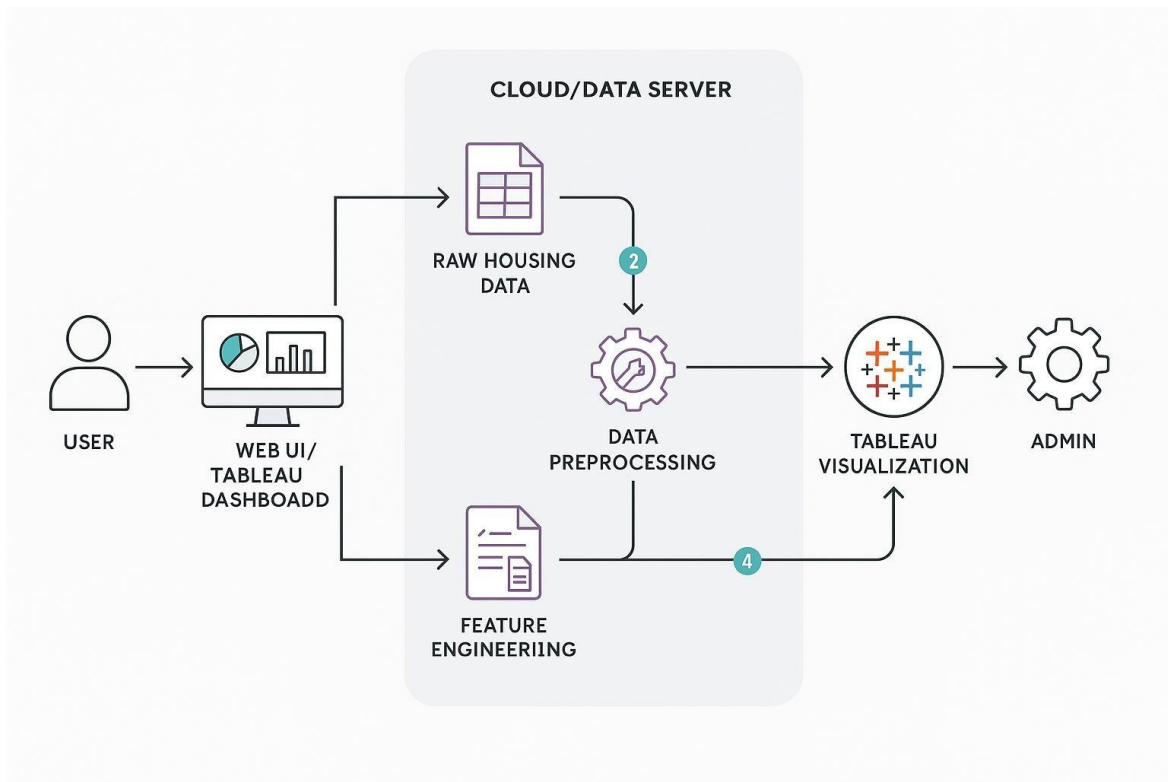 CLOUD/DATA SERVER
RAW HOUSING
DATA
2
USER
WEB UI/
TABLEAU
DASHBOADD
DATA
PREPROCESSING
TABLEAU
VISUALIZATION
ADMIN
4
FEATURE
ENGINEERI1NG